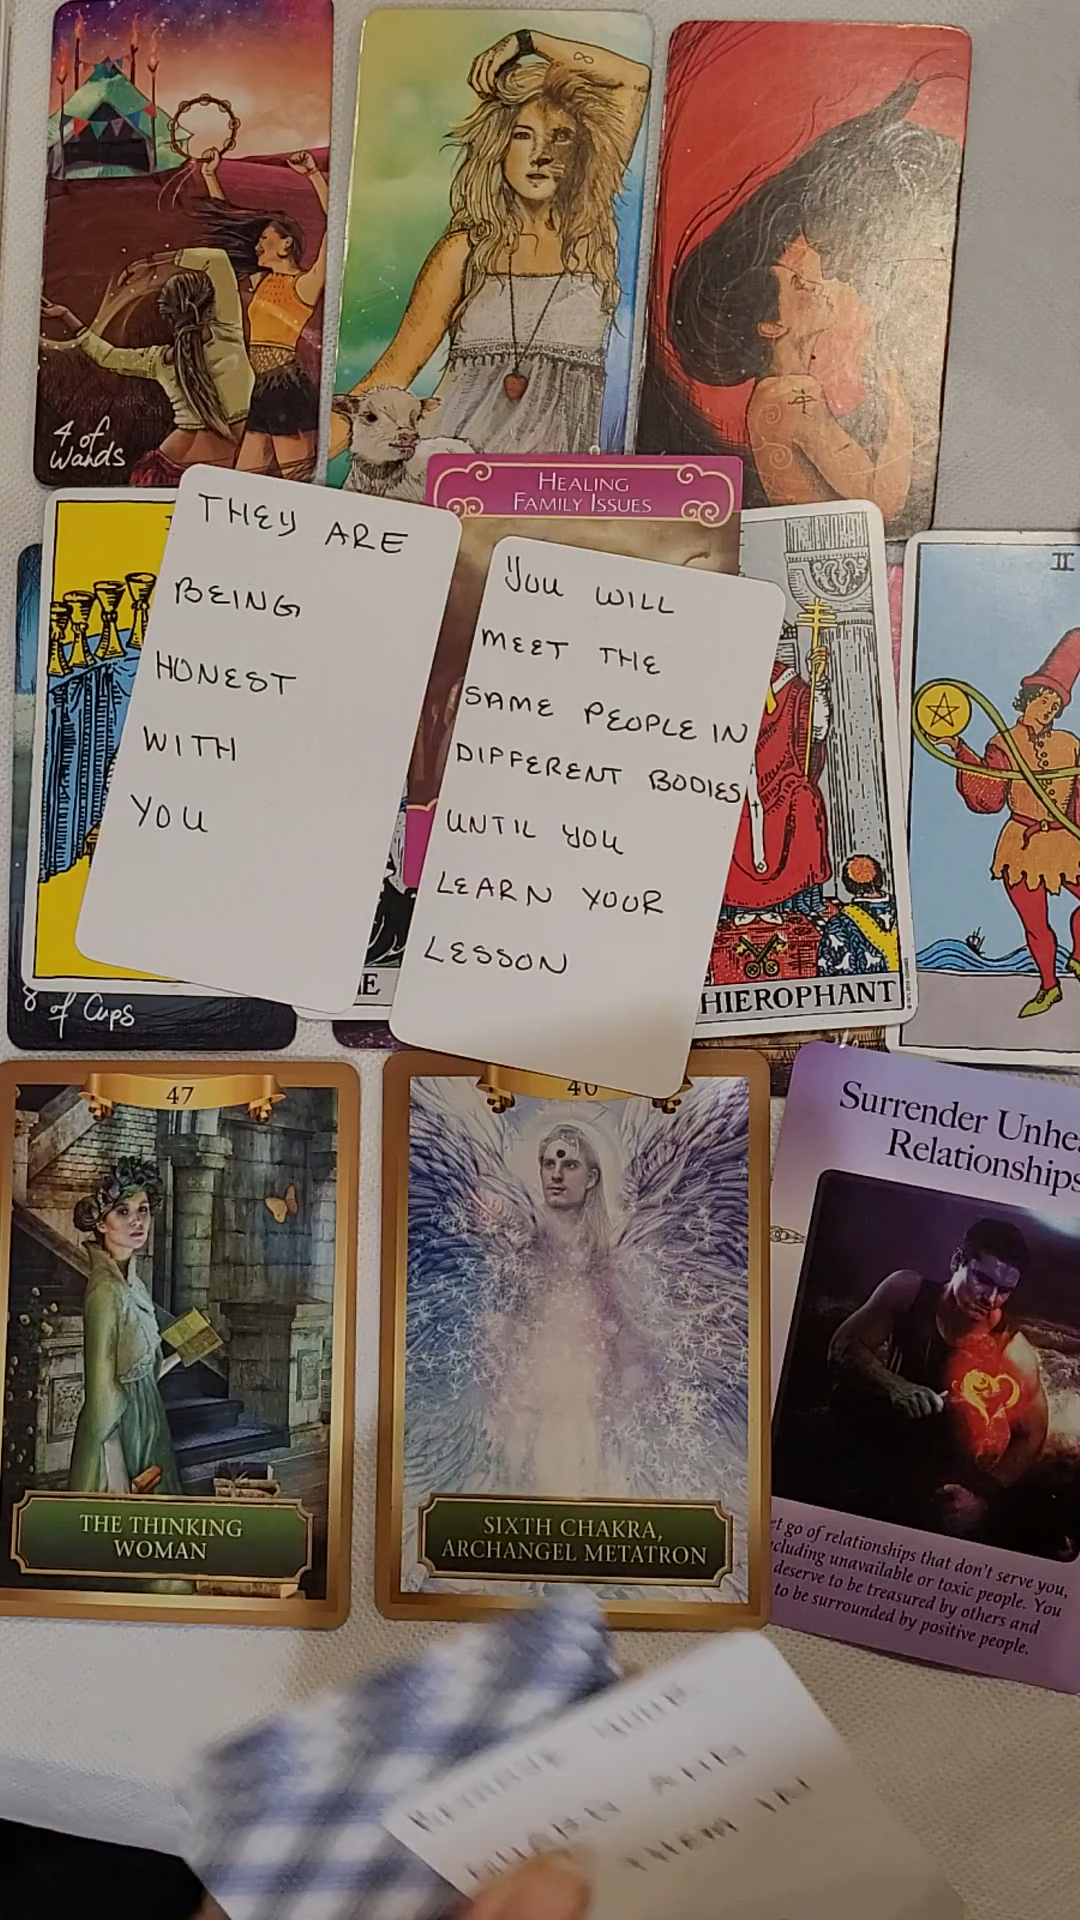 4 of
Wands
HEALING
FAMILY ISSUES
THEY ARE
BEING
HONEST
WITH
YOU
YOU WILL
MEET THE
SAME PEOPLE IN
DIFFERENT BODIES
UNTIL YOU
LEARN YOUR
LESSON
II
8 of Cups
E
HIEROPHANT
47
40
Surrender Unhe
Relationships
THE THINKING
WOMAN
SIXTH CHAKRA,
ARCHANGEL METATRON
et go of relationships that don't serve you,
cluding unavailable or toxic people. You
deserve to be treasured by others and
to be surrounded by positive people.